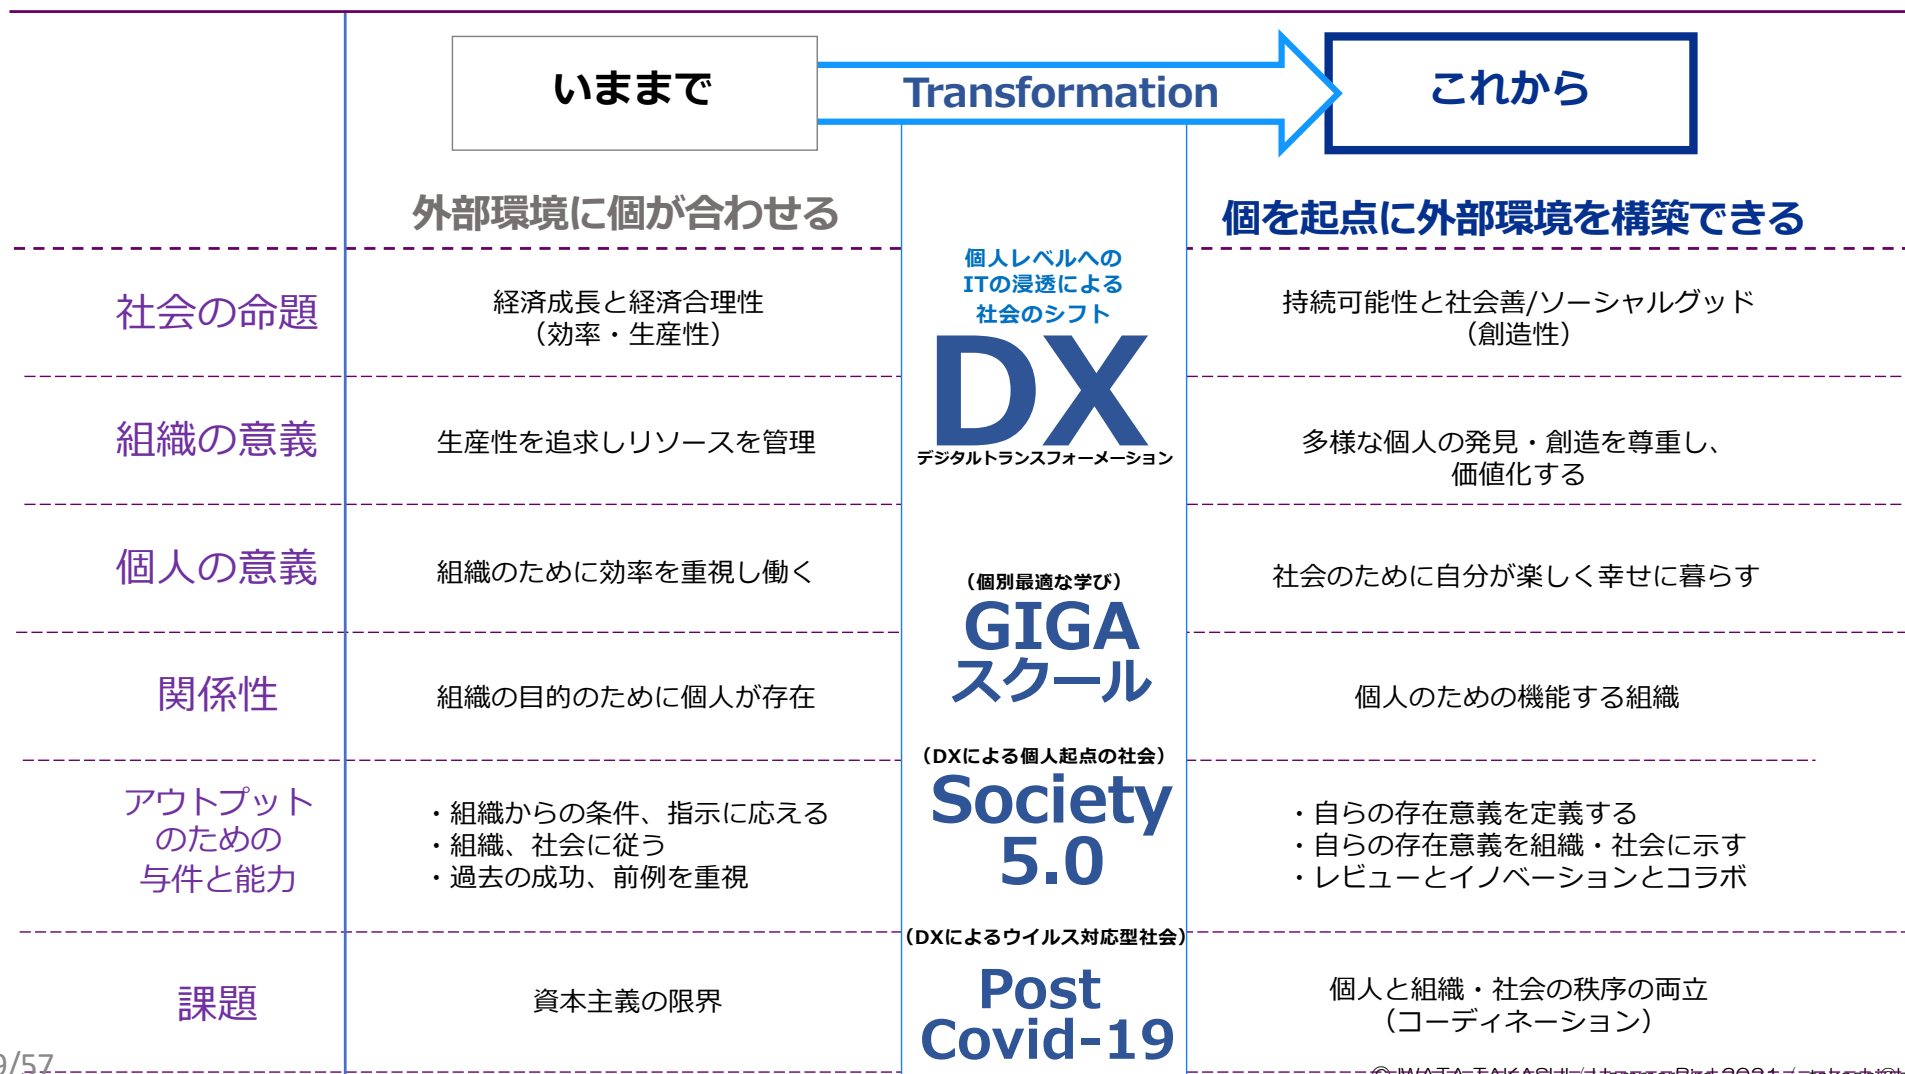 いままで
Transformation
これから
外部環境に個が合わせる
個を起点に外部環境を構築できる
個人レベルへの
ITの浸透による
社会のシフト
DX
デジタルトランスフォーメーション
社会の命題
経済成長と経済合理性
（効率・生産性）
持続可能性と社会善/ソーシャルグッド
（創造性）
組織の意義
生産性を追求しリソースを管理
多様な個人の発見・創造を尊重し、
価値化する
個人の意義
組織のために効率を重視し働く
（個別最適な学び）
GIGA
スクール
社会のために自分が楽しく幸せに暮らす
関係性
組織の目的のために個人が存在
個人のための機能する組織
（DXによる個人起点の社会）
Society
5.0
アウトプット
のための
与件と能力
・組織からの条件、指示に応える
・組織、社会に従う
・過去の成功、前例を重視
・自らの存在意義を定義する
・自らの存在意義を組織・社会に示す
・レビューとイノベーションとコラボ
（DXによるウイルス対応型社会）
Post
Covid-19
課題
資本主義の限界
個人と組織・社会の秩序の両立
（コーディネーション）
9/57
© IWATA TAKASHI /
2021 /